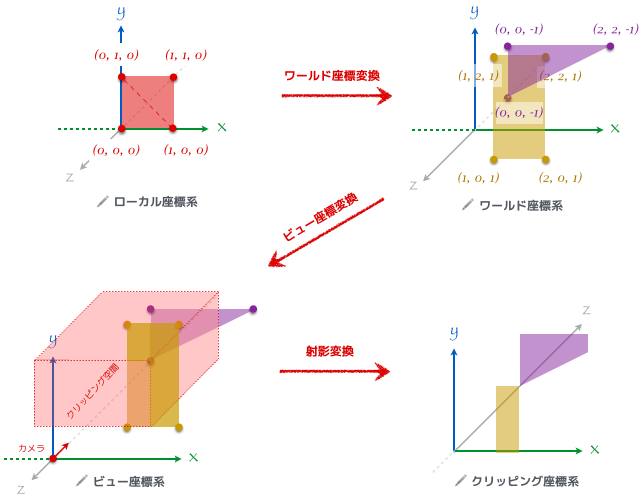 y
(0, 1, 0) (1, 1, 0)
(0, 0, 0) (1, 0, 0)
x
z
ローカル座標系
ワールド座標変換
y
(0, 0, -1) (2, 2, -1)
(1, 2, 1) (2, 2, 1)
(0, 0, -1)
x
z
(1, 0, 1) (2, 0, 1)
ワールド座標系
ビュー座標変換
y
クリッピング空間
カメラ
x
z
ビュー座標系
射影変換
z
y
x
クリッピング座標系